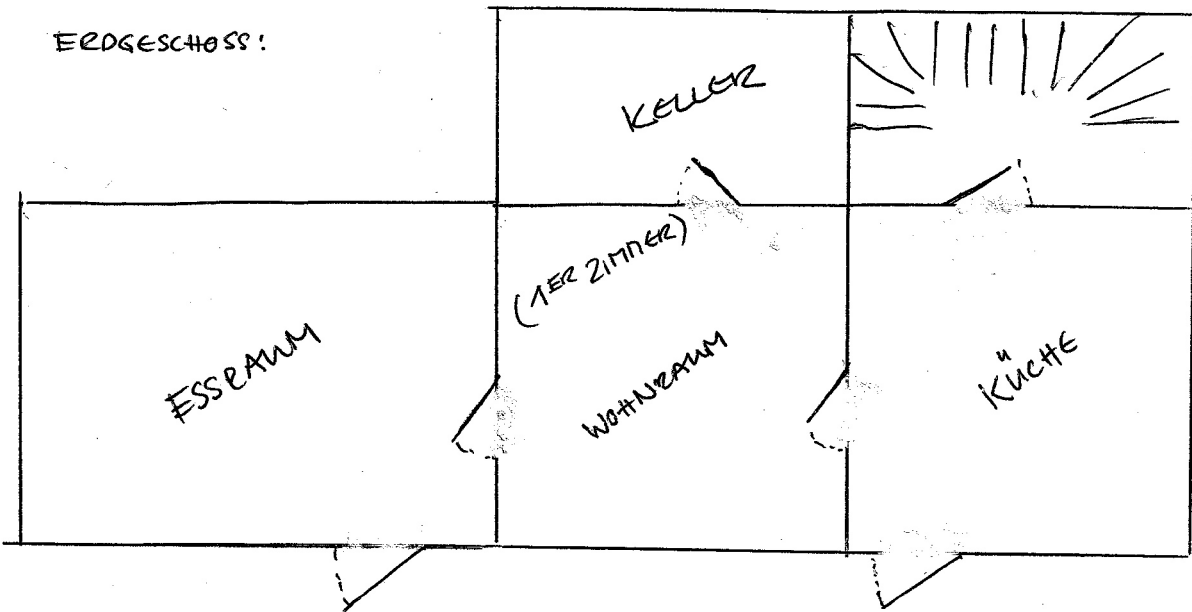 ERDGESCHOSS:
KELLER
(1ER ZIMMER)
ESSRAUM
WOHNRAUM
KÜCHE